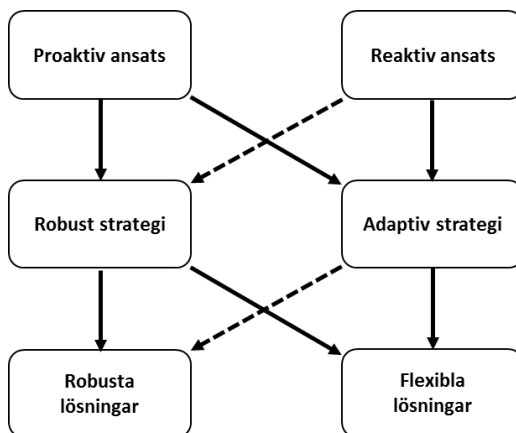 Proaktiv ansats
Reaktiv ansats
Robust strategi
Adaptiv strategi
Robusta
lösningar
Flexibla
lösningar